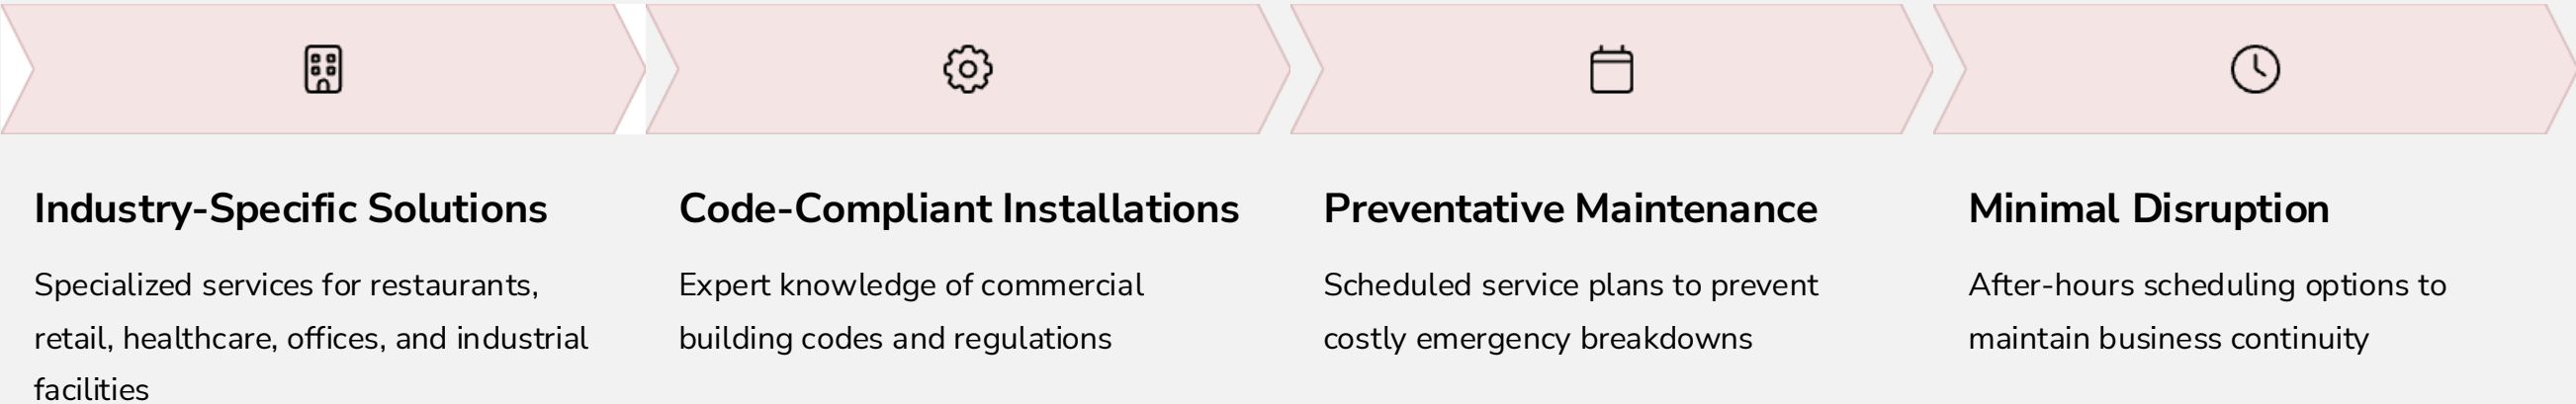 Industry-Specific Solutions
Specialized services for restaurants,
retail, healthcare, offices, and industrial
facilities
Code-Compliant Installations
Expert knowledge of commercial
building codes and regulations
Preventative Maintenance
Scheduled service plans to prevent
costly emergency breakdowns
Minimal Disruption
After-hours scheduling options to
maintain business continuity